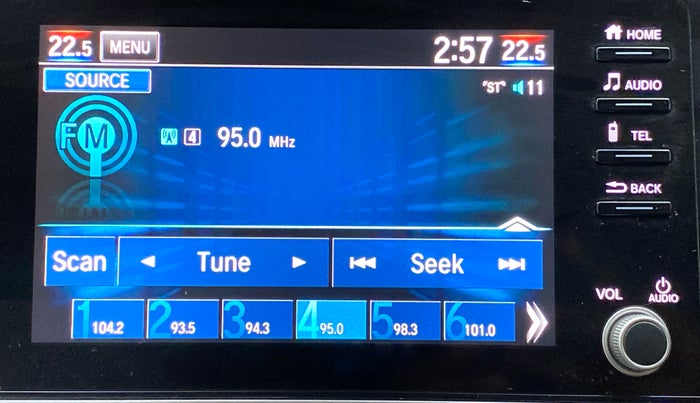 22.5 MENU 2:57 22.5
SOURCE "ST" 11
FM 4 95.0 MHz
Scan Tune Seek
1 104.2 2 93.5 3 94.3 4 95.0 5 98.3 6 101.0
HOME
AUDIO
TEL
BACK
VOL AUDIO